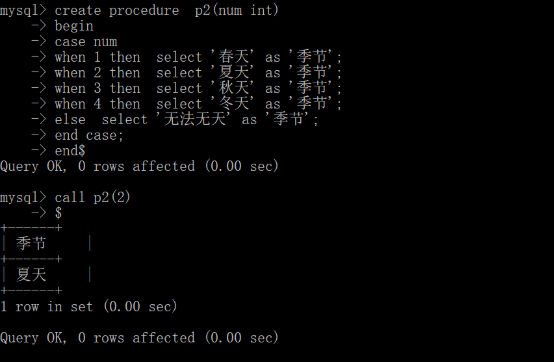 mysql> create procedure  p2(num int)
    -> begin
    -> case num
    -> when 1 then  select '春天' as '季节';
    -> when 2 then  select '夏天' as '季节';
    -> when 3 then  select '秋天' as '季节';
    -> when 4 then  select '冬天' as '季节';
    -> else  select '无法无天' as '季节';
    -> end case;
    -> end$
Query OK, 0 rows affected (0.00 sec)
mysql> call p2(2)
    -> $
+------+
| 季节     |
+------+
| 夏天     |
+------+
1 row in set (0.00 sec)
Query OK, 0 rows affected (0.00 sec)